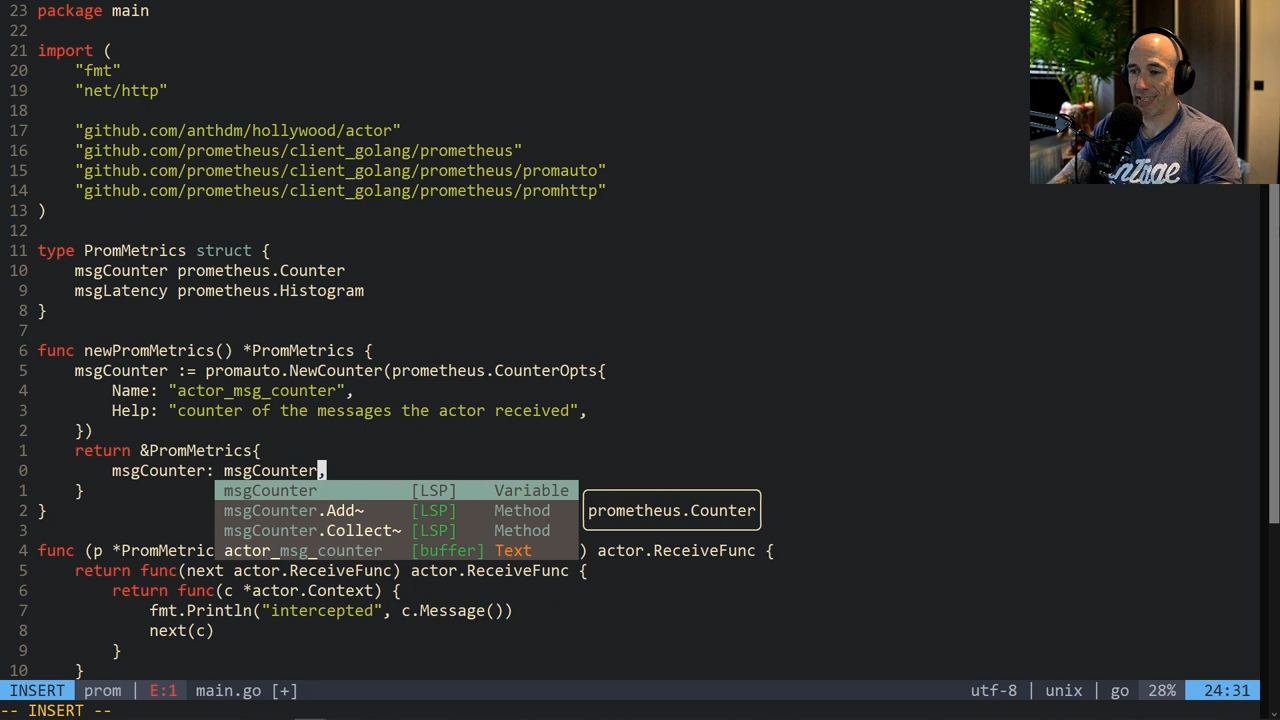 23 package main
22
21 import (
20 "fmt"
19 "net/http"
18
17 "github.com/anthdm/hollywood/actor"
16 "github.com/prometheus/client_golang/prometheus"
15 "github.com/prometheus/client_golang/prometheus/promauto"
14 "github.com/prometheus/client_golang/prometheus/promhttp"
13 )
12
11 type PromMetrics struct {
10 msgCounter prometheus.Counter
9 msgLatency prometheus.Histogram
8 }
7
6 func newPromMetrics() *PromMetrics {
5 msgCounter := promauto.NewCounter(prometheus.CounterOpts{
4 Name: "actor_msg_counter",
3 Help: "counter of the messages the actor received",
2 })
1 return &PromMetrics{
0 msgCounter: msgCounter,
1 }
msgCounter [LSP] Variable
2 }
msgCounter.Add~ [LSP] Method
prometheus.Counter
3
msgCounter.Collect~ [LSP] Method
4 func (p *PromMetric
actor_msg_counter [buffer] Text
) actor.ReceiveFunc {
5 return func(next actor.ReceiveFunc) actor.ReceiveFunc {
6 return func(c *actor.Context) {
7 fmt.Println("intercepted", c.Message())
8 next(c)
9 }
10 }
INSERT prom | E:1 main.go [+] utf-8 | unix | go 28% 24:31
-- INSERT --